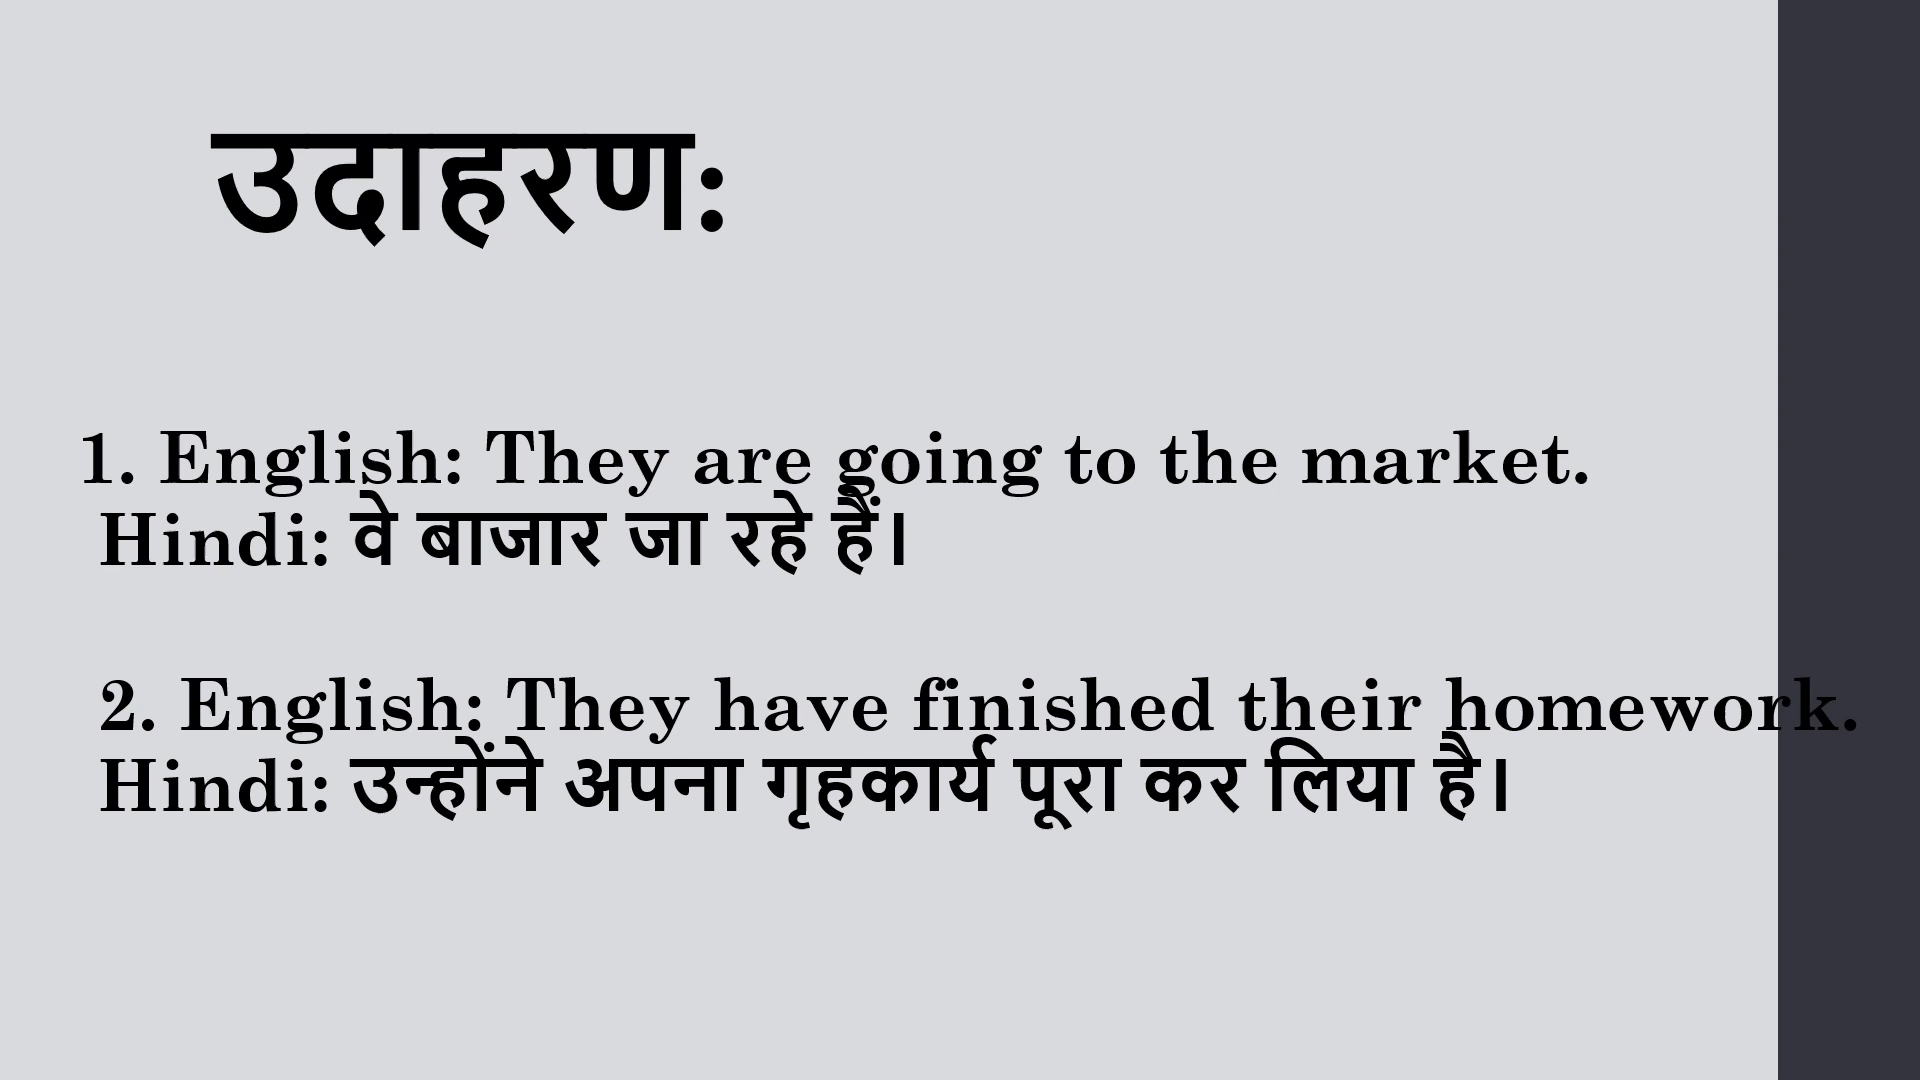 उदाहरण:
1. English: They are going to the market.
Hindi: वे बाजार जा रहे हैं।
2. English: They have finished their homework.
Hindi: उन्होंने अपना गृहकार्य पूरा कर लिया है।